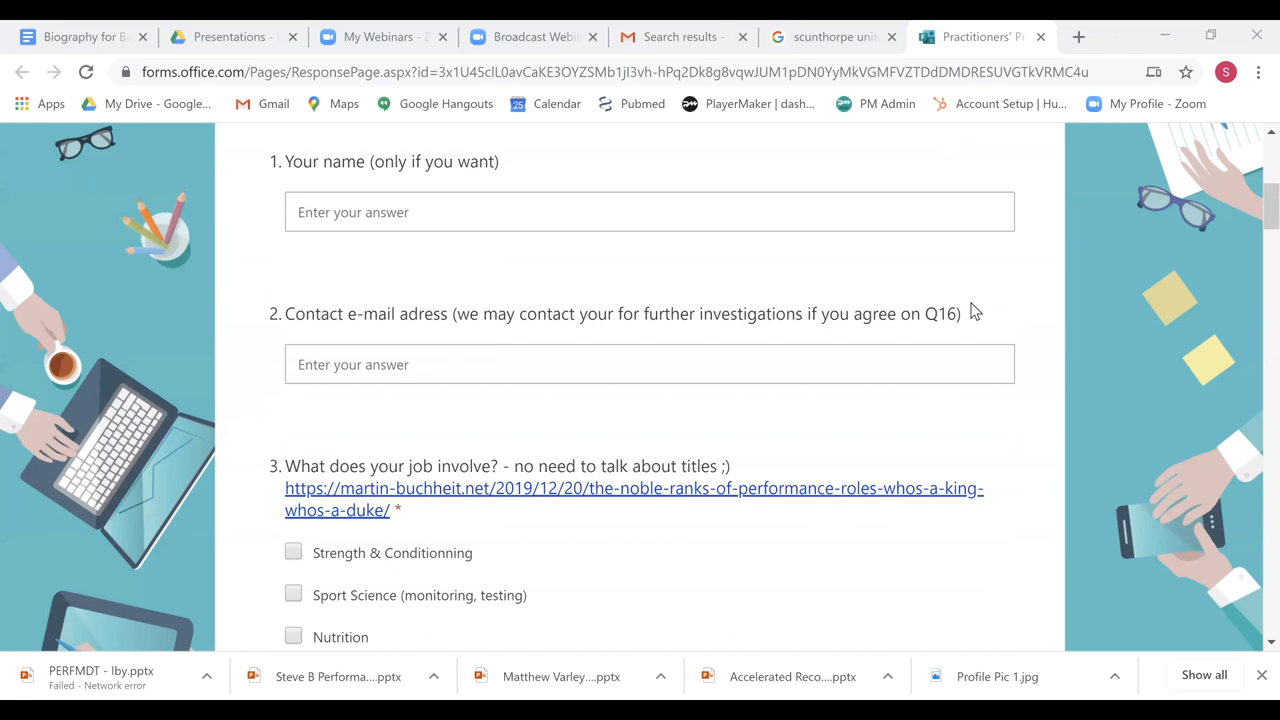 Biography for Ba
Presentations -
My Webinars - Z
Broadcast Webi
Search results -
scunthorpe unit
Practitioners' Pr
forms.office.com/Pages/ResponsePage.aspx?id=3x1U45clL0avCaKE3OYZSMb1jI3vh-hPq2Dk8g8vqwJUM1pDN0YyMkVGMFVZTDdDMDRESUVGTkVRMC4u
S
Apps
My Drive - Google...
Gmail
Maps
Google Hangouts
25
Calendar
Pubmed
PlayerMaker | dash...
PM Admin
Account Setup | Hu...
My Profile - Zoom
1. Your name (only if you want)
Enter your answer
2. Contact e-mail adress (we may contact your for further investigations if you agree on Q16)
Enter your answer
3. What does your job involve? - no need to talk about titles ;)
https://martin-buchheit.net/2019/12/20/the-noble-ranks-of-performance-roles-whos-a-king-
whos-a-duke/ *
Strength & Conditionning
Sport Science (monitoring, testing)
Nutrition
PERFMDT - Iby.pptx
Failed - Network error
Steve B Performa....pptx
Matthew Varley....pptx
Accelerated Reco....pptx
Profile Pic 1.jpg
Show all